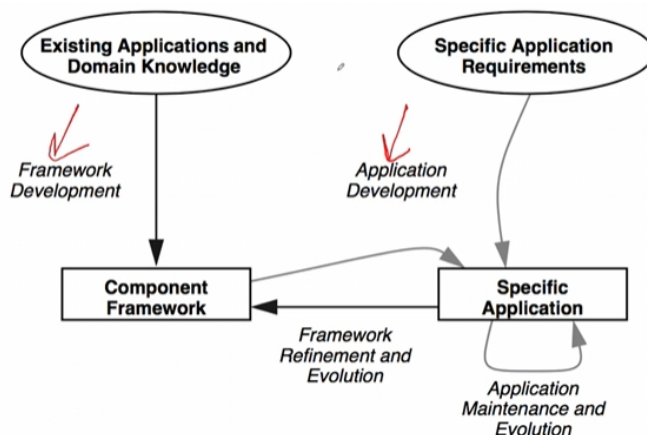 Existing Applications and
Domain Knowledge
Specific Application
Requirements
Framework
Development
Application
Development
Component
Framework
Specific
Application
Framework
Refinement and
Evolution
Application
Maintenance and
Evolution